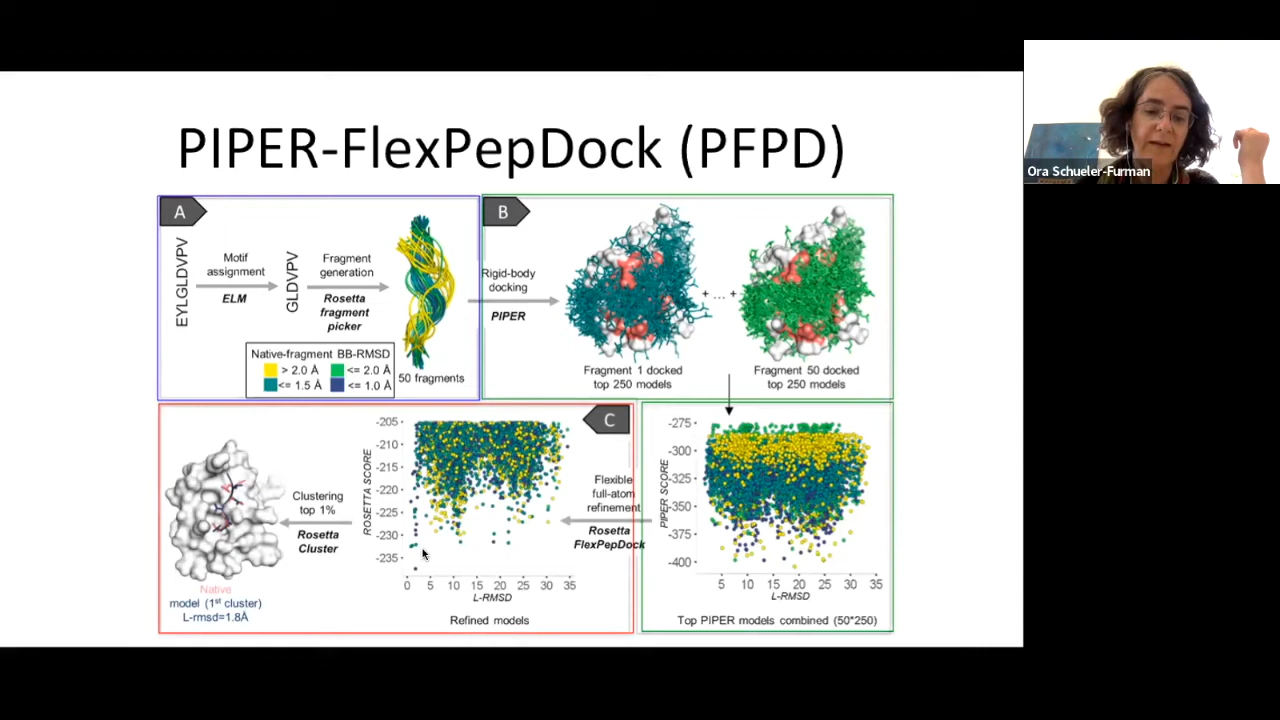 PIPER-FlexPepDock (PFPD)
Ora Schueler-Furman
A
EYLGLDVPV
Motif
assignment
ELM
GLDVPV
Fragment
generation
Rosetta
fragment
picker
50 fragments
Native-fragment BB-RMSD
> 2.0 Å
<= 2.0 Å
<= 1.5 Å
<= 1.0 Å
B
Rigid-body
docking
PIPER
+ ... +
Fragment 1 docked
top 250 models
Fragment 50 docked
top 250 models
PIPER SCORE
-275
-300
-325
-350
-375
-400
5
10
15
20
25
30
35
L-RMSD
Top PIPER models combined (50*250)
C
Flexible
full-atom
refinement
Rosetta
FlexPepDock
ROSETTA SCORE
-205
-210
-215
-220
-225
-230
-235
0
5
10
15
20
25
30
35
L-RMSD
Refined models
Clustering
top 1%
Rosetta
Cluster
Native
model (1st cluster)
L-rmsd=1.8Å